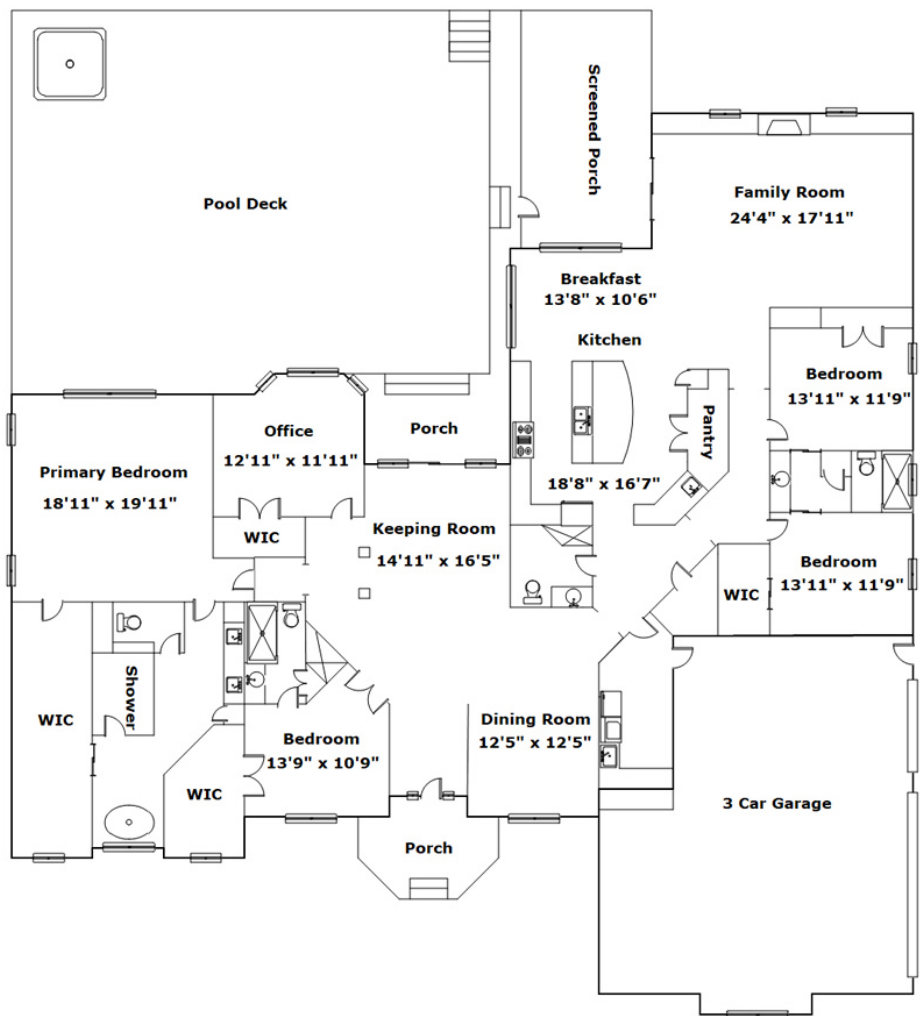 Screened Porch
Pool Deck
Family Room
24'4" x 17'11"
Breakfast
13'8" x 10'6"
Kitchen
Bedroom
13'11" x 11'9"
Pantry
Porch
Office
12'11" x 11'11"
Primary Bedroom
18'11" x 19'11"
18'8" x 16'7"
Keeping Room
14'11" x 16'5"
WIC
Bedroom
13'11" x 11'9"
WIC
Shower
WIC
Bedroom
13'9" x 10'9"
Dining Room
12'5" x 12'5"
WIC
3 Car Garage
Porch